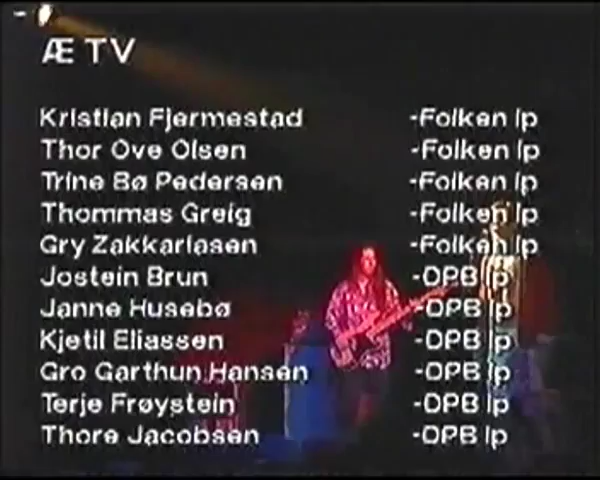 ÆTV
Kristian Fjermestad -Folken lp
Thor Ove Olsen -Folken lp
Trine Bø Pedersen -Folken lp
Thommas Greig -Folken lp
Gry Zakkariasen -Folken lp
Jostein Brun -OPB lp
Janne Husebø -OPB lp
Kjetil Eliassen -OPB lp
Gro Garthun Hansen -OPB lp
Terje Frøystein -OPB lp
Thore Jacobsen -OPB lp